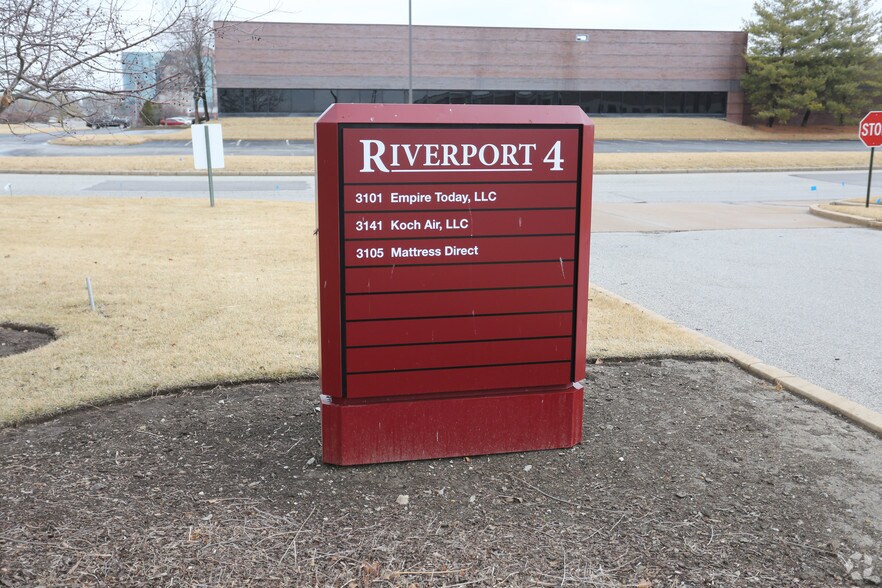 RIVERPORT 4
3101 Empire Today, LLC
3141 Koch Air, LLC
3105 Mattress Direct
STO